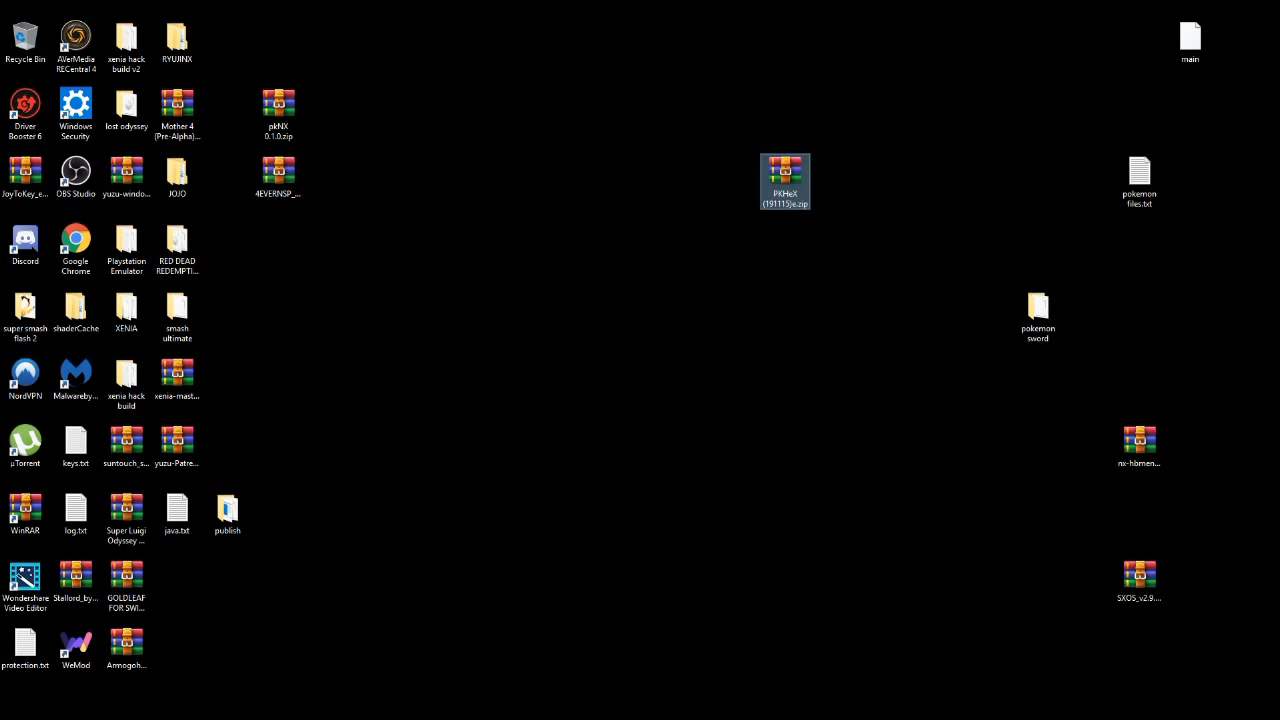 Recycle Bin
AVerMedia
RECentral 4
xenia hack
build v2
RYUJINX
main
Driver
Booster 6
Windows
Security
lost odyssey
Mother 4
(Pre-Alpha)...
pkNX
0.1.0.zip
JoyToKey_e...
OBS Studio
yuzu-windo...
JOJO
4EVERNSP_...
PKHeX
(191115)e.zip
pokemon
files.txt
Discord
Google
Chrome
Playstation
Emulator
RED DEAD
REDEMPTI...
super smash
flash 2
shaderCache
XENIA
smash
ultimate
pokemon
sword
NordVPN
Malwareby...
xenia hack
build
xenia-mast...
µTorrent
keys.txt
suntouch_s...
yuzu-Patre...
nx-hbmen...
WinRAR
log.txt
Super Luigi
Odyssey ...
java.txt
publish
Wondershare
Video Editor
Stallord_by...
GOLDLEAF
FOR SWI...
SXOS_v2.9....
protection.txt
WeMod
Armogoh...